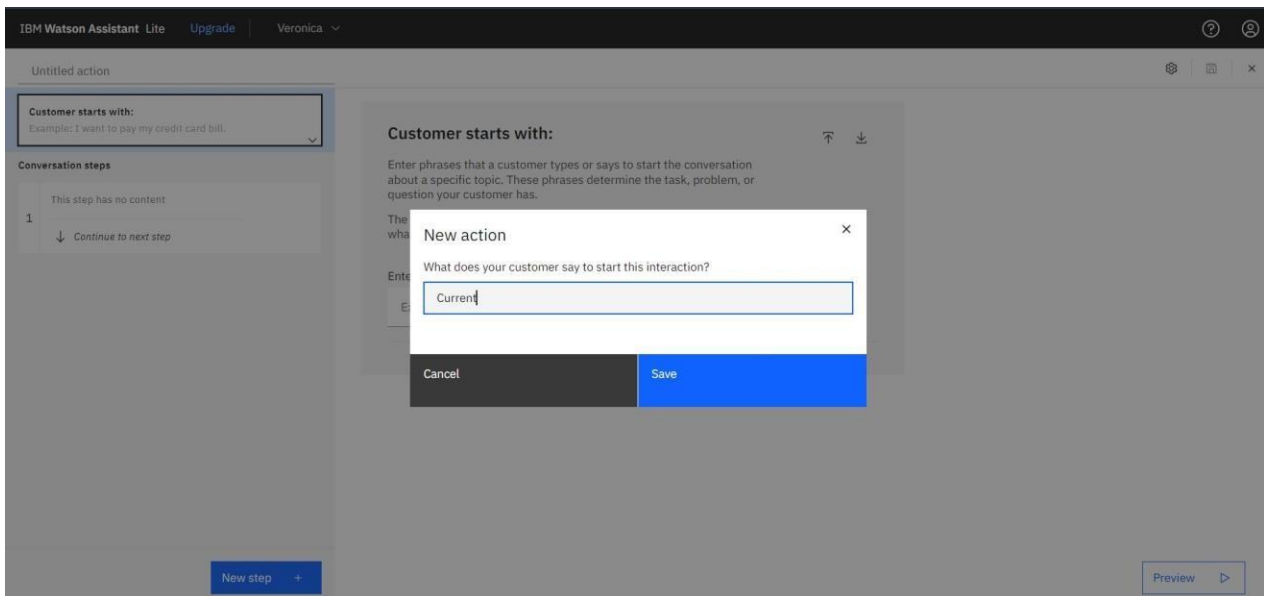 IBM Watson Assistant Lite Upgrade Veronica
Untitled action
Customer starts with:
Example: I want to pay my credit card bill.
Conversation steps
1
This step has no content
Continue to next step
New step +
Customer starts with:
Enter phrases that a customer types or says to start the conversation
about a specific topic. These phrases determine the task, problem, or
question your customer has.
The
wha
Ente
New action
What does your customer say to start this interaction?
Current
Cancel
Save
Preview